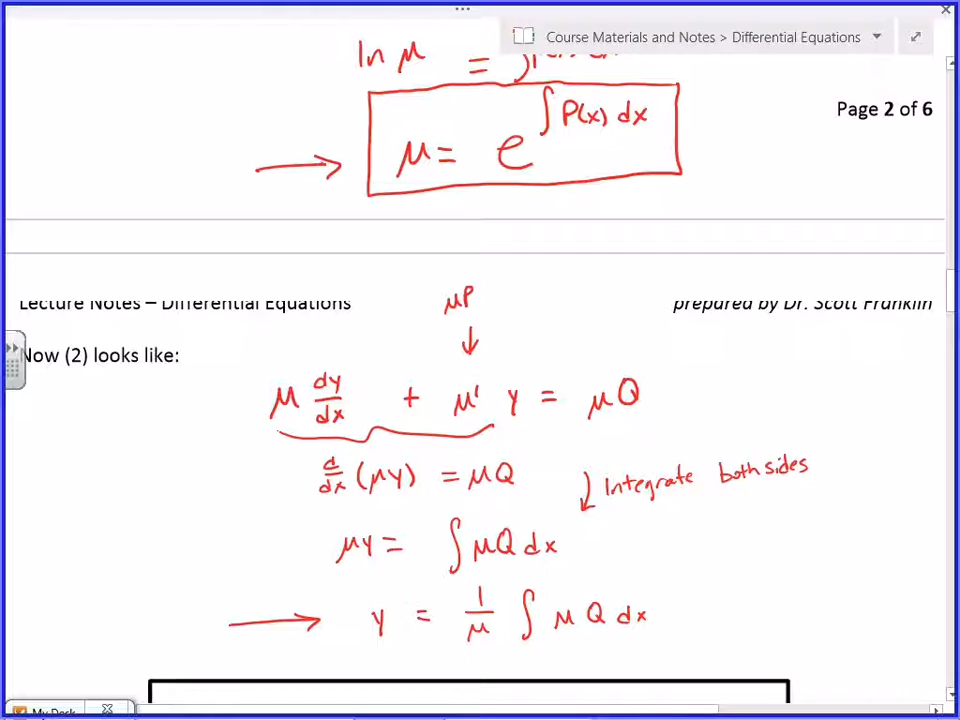 Course Materials and Notes > Differential Equations
ln μ =
μ = e^∫P(x) dx
Page 2 of 6
Lecture Notes – Differential Equations
prepared by Dr. Scott Franklin
μP
Now (2) looks like:
μ dy/dx + μ' y = μQ
d/dx (μy) = μQ
Integrate both sides
μy = ∫ μQ dx
y = 1/μ ∫ μ Q dx
My Desk